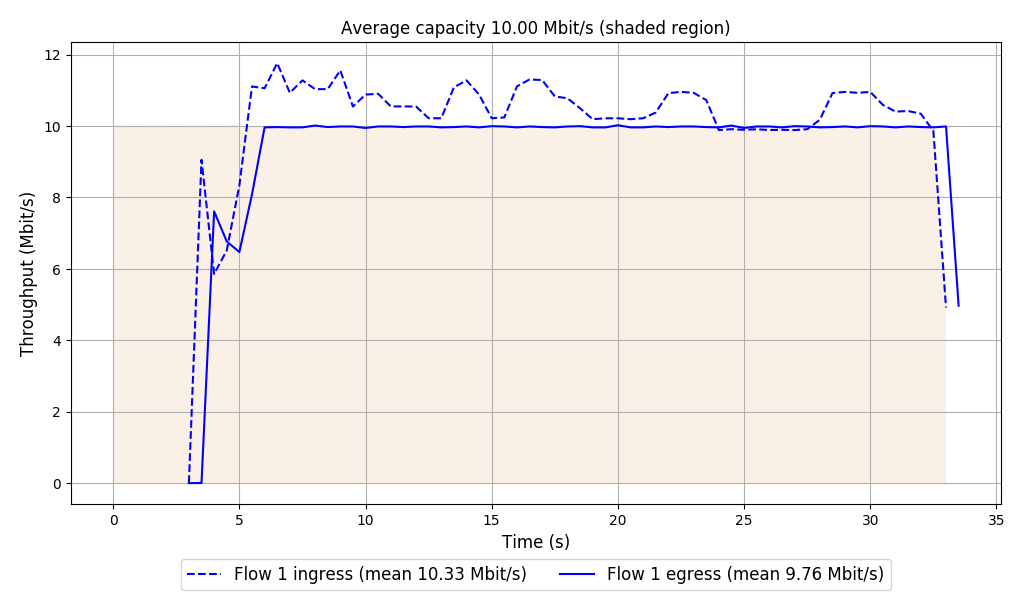 Average capacity 10.00 Mbit/s (shaded region)
12
10
8
6
4
2
0
Throughput (Mbit/s)
0 5 10 15 20 25 30 35
Time (s)
Flow 1 ingress (mean 10.33 Mbit/s) Flow 1 egress (mean 9.76 Mbit/s)